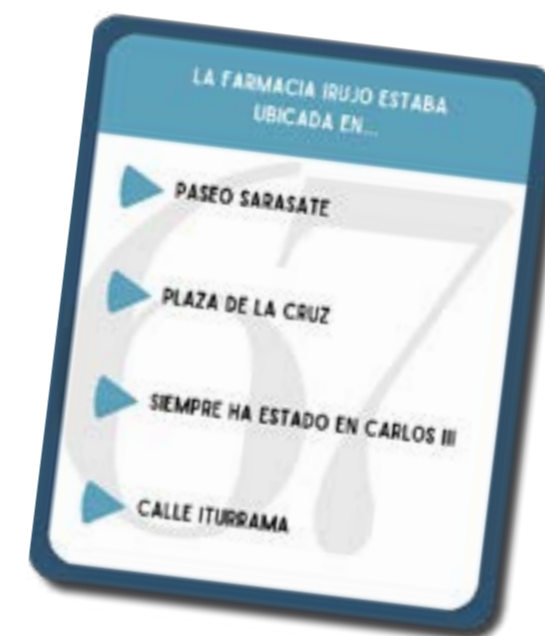 LA FARMACIA IRUJO ESTABA
UBICADA EN...
PASEO SARASATE
PLAZA DE LA CRUZ
SIEMPRE HA ESTADO EN CARLOS III
CALLE ITURRAMA
67